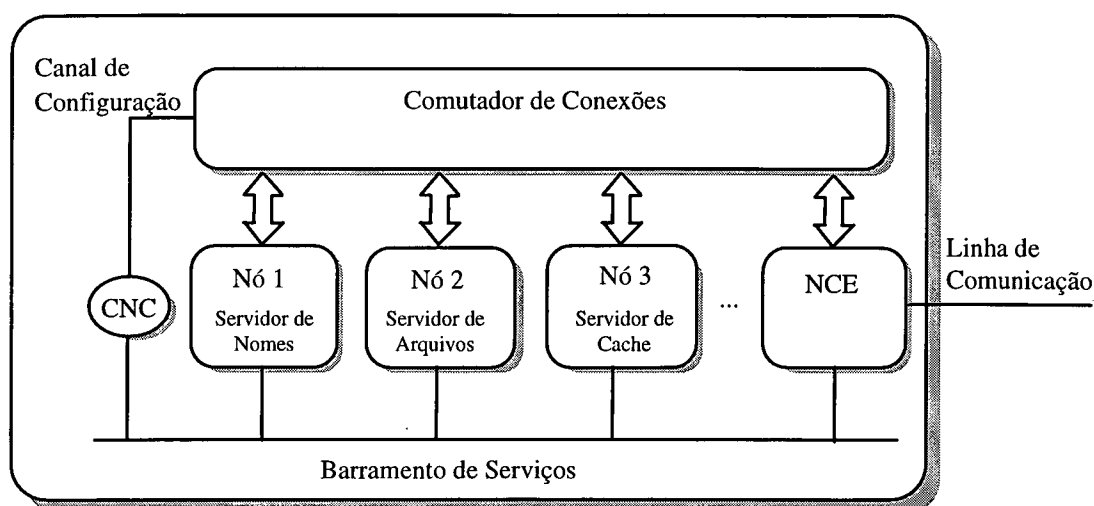 Canal de
Configuração
Comutador de Conexões
CNC
Nó 1
Servidor de
Nomes
Nó 2
Servidor de
Arquivos
Nó 3
Servidor de
Cache
...
NCE
Linha de
Comunicação
Barramento de Serviços